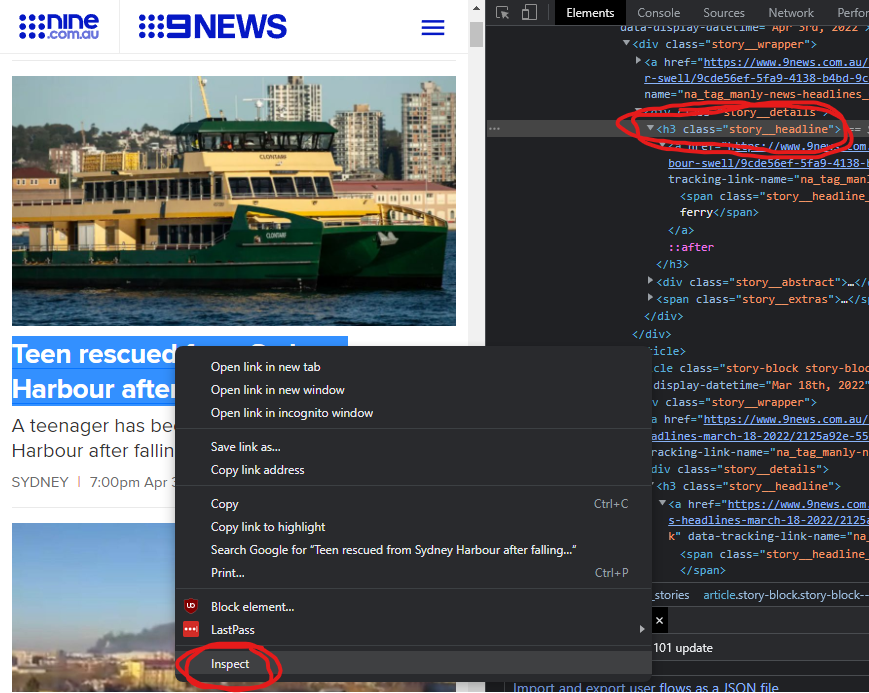 nine
.com.au
9NEWS
CLONTARF
CLONTARF
Teen rescued from Sydney
Harbour after
A teenager has bee
Harbour after fallin
SYDNEY | 7:00pm Apr 3
Open link in new tab
Open link in new window
Open link in incognito window
Save link as...
Copy link address
Copy Ctrl+C
Copy link to highlight
Search Google for “Teen rescued from Sydney Harbour after falling...”
Print... Ctrl+P
Block element...
LastPass
Inspect
Elements Console Sources Network Perfor
data-display-datetime="Apr 3rd, 2022"
<div class="story__wrapper">
<a href="https://www.9news.com.au/
r-swell/9cde56ef-5fa9-4138-b4bd-9c
name="na_tag_manly-news-headlines_
<div class="story__details">
<h3 class="story__headline"> ==
<a href="https://www.9news.com
bour-swell/9cde56ef-5fa9-4138-b
tracking-link-name="na_tag_manl
<span class="story__headline_
ferry</span>
</a>
::after
</h3>
<div class="story__abstract">…</
<span class="story__extras">…</s
</div>
</div>
icle>
cle class="story-block story-bloc
display-datetime="Mar 18th, 2022"
v class="story__wrapper">
a href="https://www.9news.com.au/
adlines-march-18-2022/2125a92e-55
racking-link-name="na_tag_manly-n
div class="story__details">
<h3 class="story__headline">
<a href="https://www.9news.com.
s-headlines-march-18-2022/2125a
k" data-tracking-link-name="na_
<span class="story__headline_
</span>
_stories article.story-block.story-block--
101 update
Import and export user flows as a JSON file